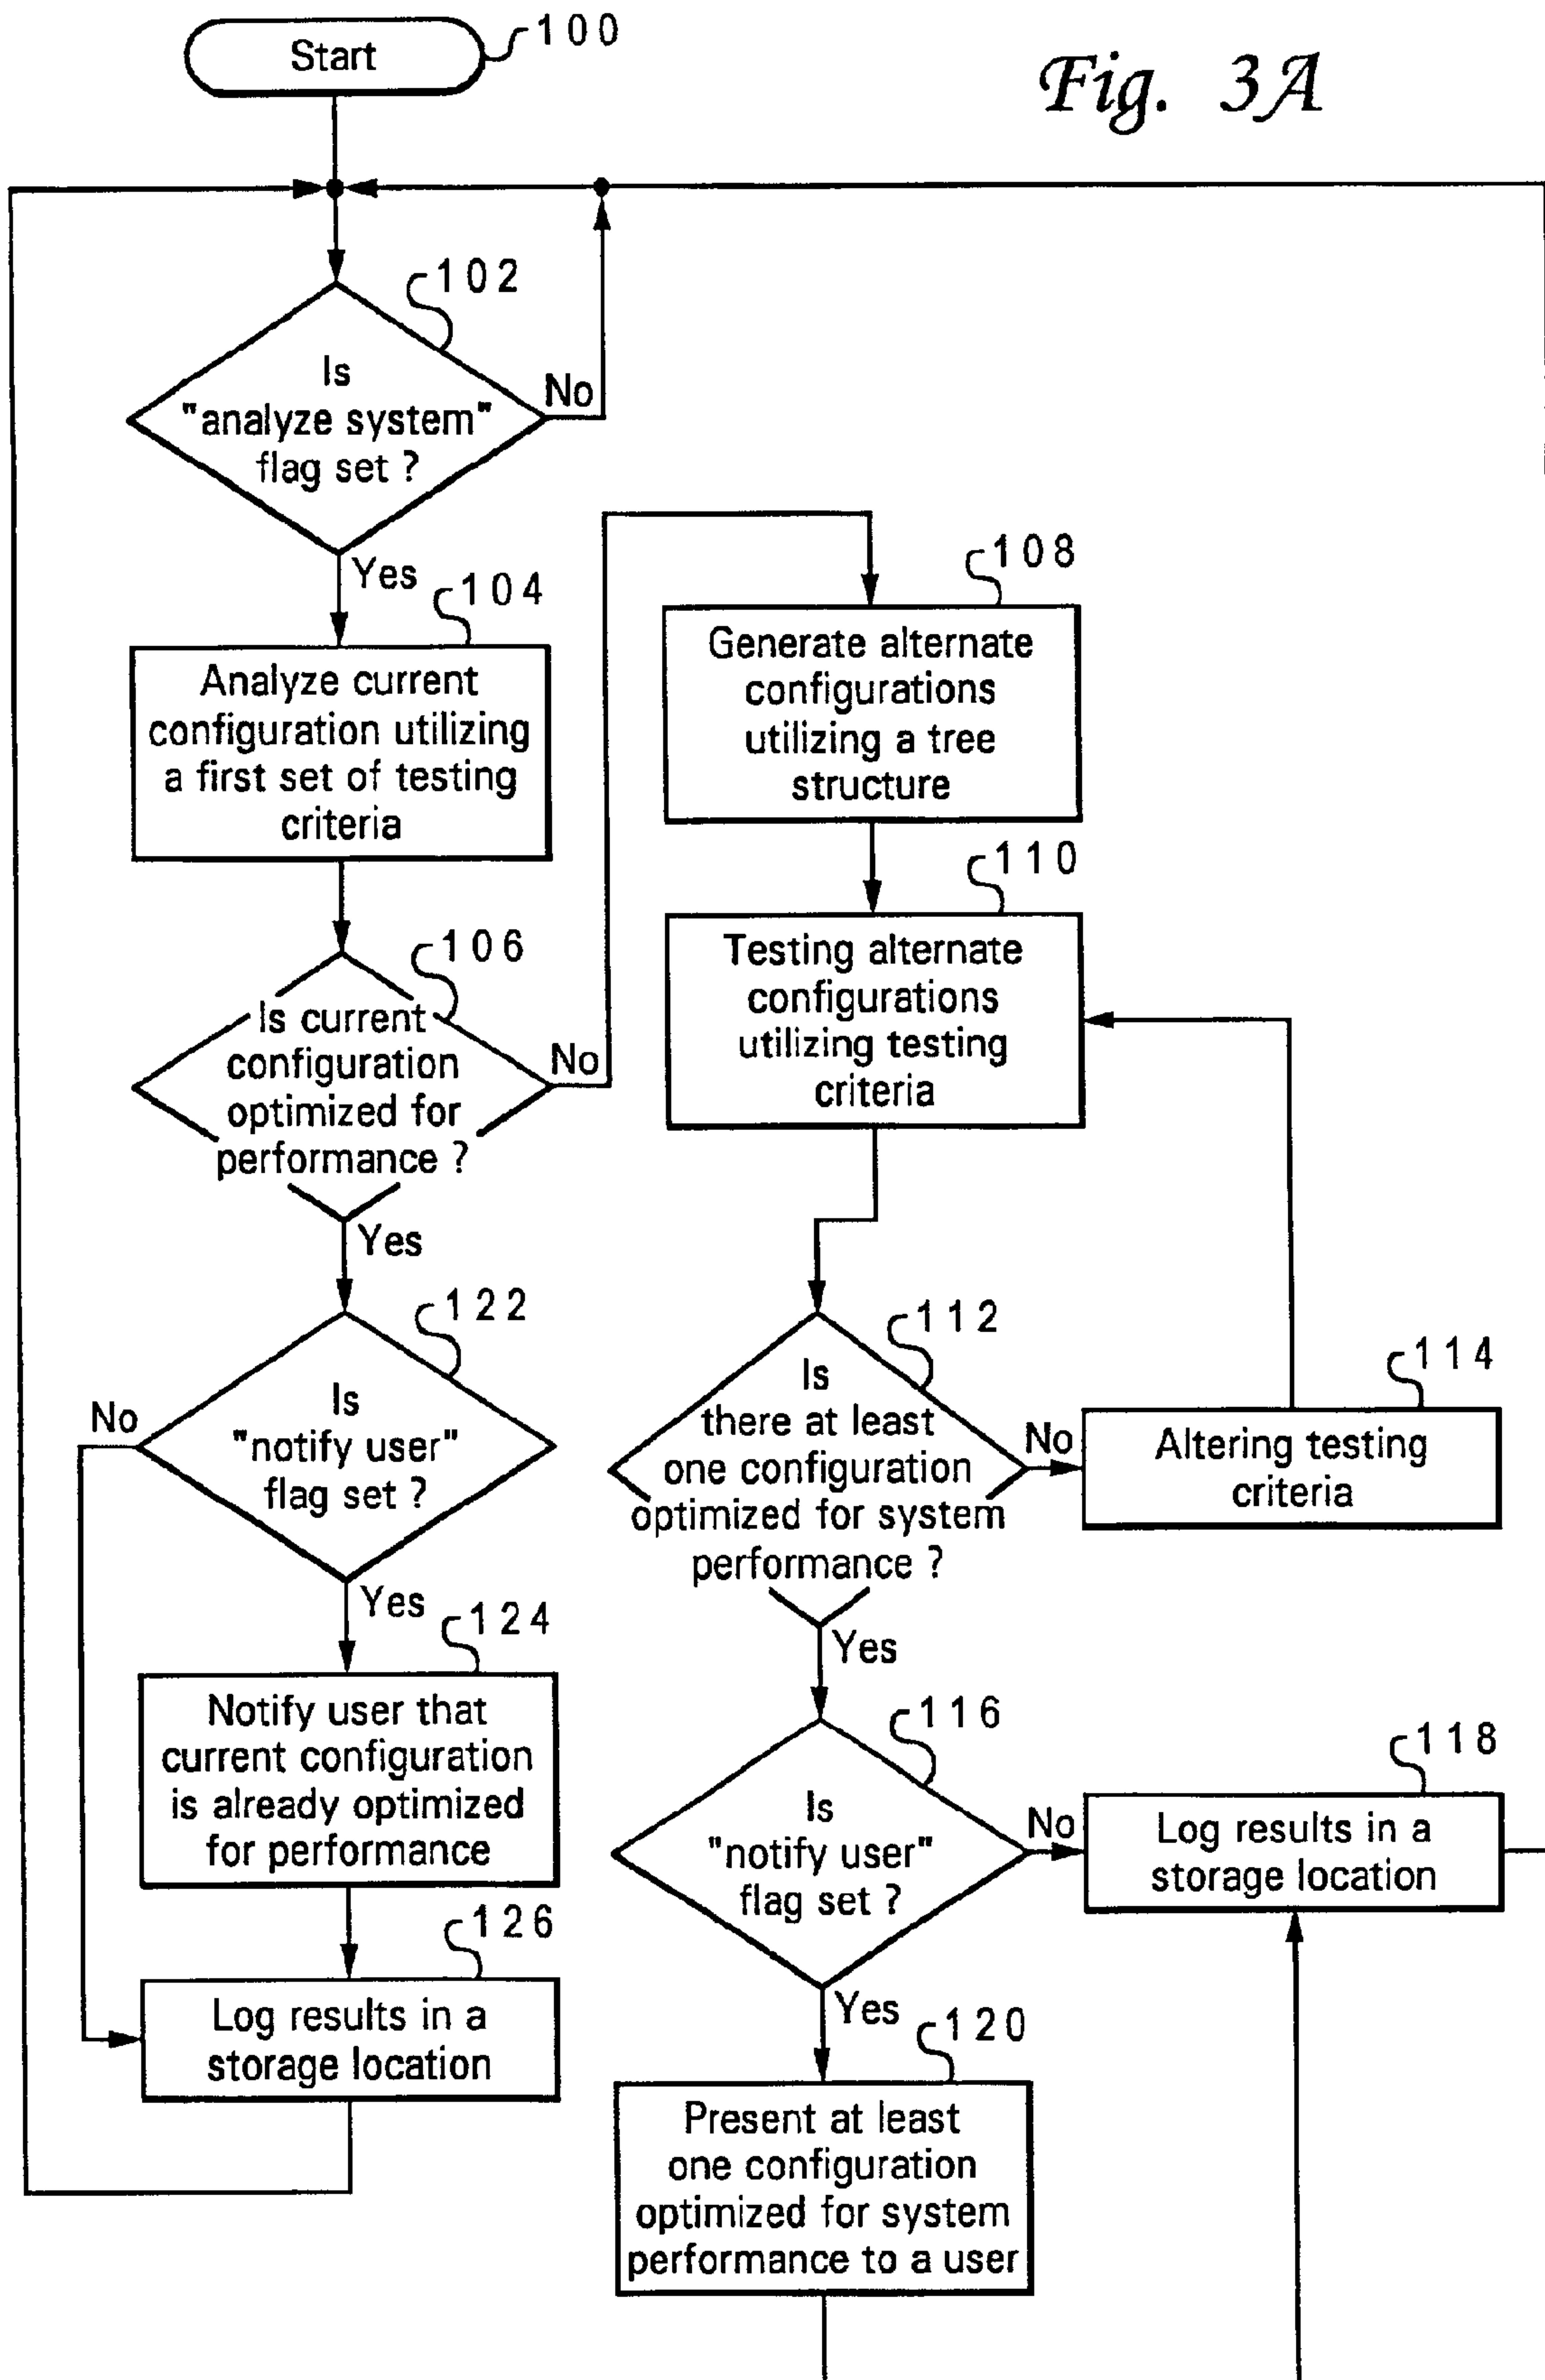 Start
100
Fig. 3A
102
Is
"analyze system"
flag set ?
No
Yes
104
Analyze current
configuration utilizing
a first set of testing
criteria
106
Is current
configuration
optimized for
performance ?
No
Yes
108
Generate alternate
configurations
utilizing a tree
structure
110
Testing alternate
configurations
utilizing testing
criteria
112
Is
there at least
one configuration
optimized for system
performance ?
No
Yes
114
Altering testing
criteria
122
Is
"notify user"
flag set ?
No
Yes
124
Notify user that
current configuration
is already optimized
for performance
126
Log results in a
storage location
116
Is
"notify user"
flag set ?
No
Yes
118
Log results in a
storage location
120
Present at least
one configuration
optimized for system
performance to a user